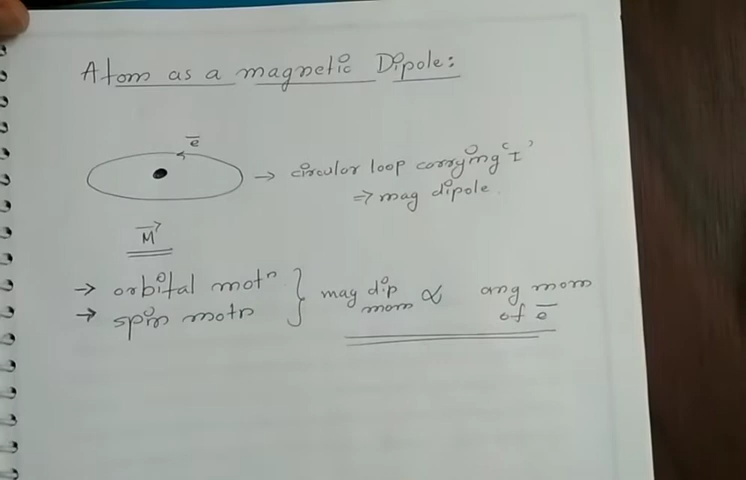 Atom as a magnetic Dipole:
e̅
→ circular loop carrying 'I'
⇒ mag dipole.
M⃗
→ orbital motⁿ } mag dip mom ∝ ang mom of e̅
→ spin motn